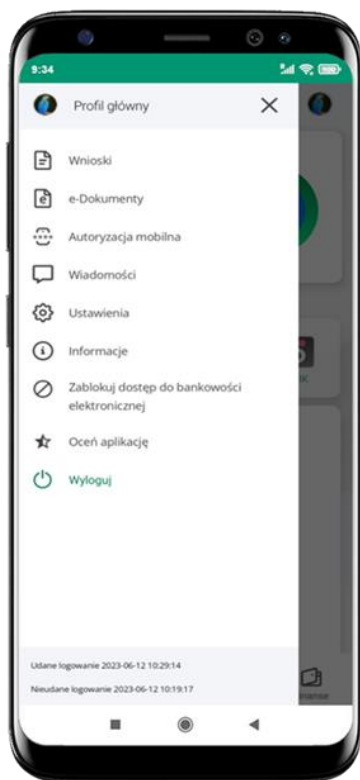 9:34
Profil główny
Wnioski
e-Dokumenty
Autoryzacja mobilna
Wiadomości
Ustawienia
Informacje
Zablokuj dostęp do bankowości
elektronicznej
Oceń aplikację
Wyloguj
Udane logowanie 2023-06-12 10:29:14
Nieudane logowanie 2023-06-12 10:19:17